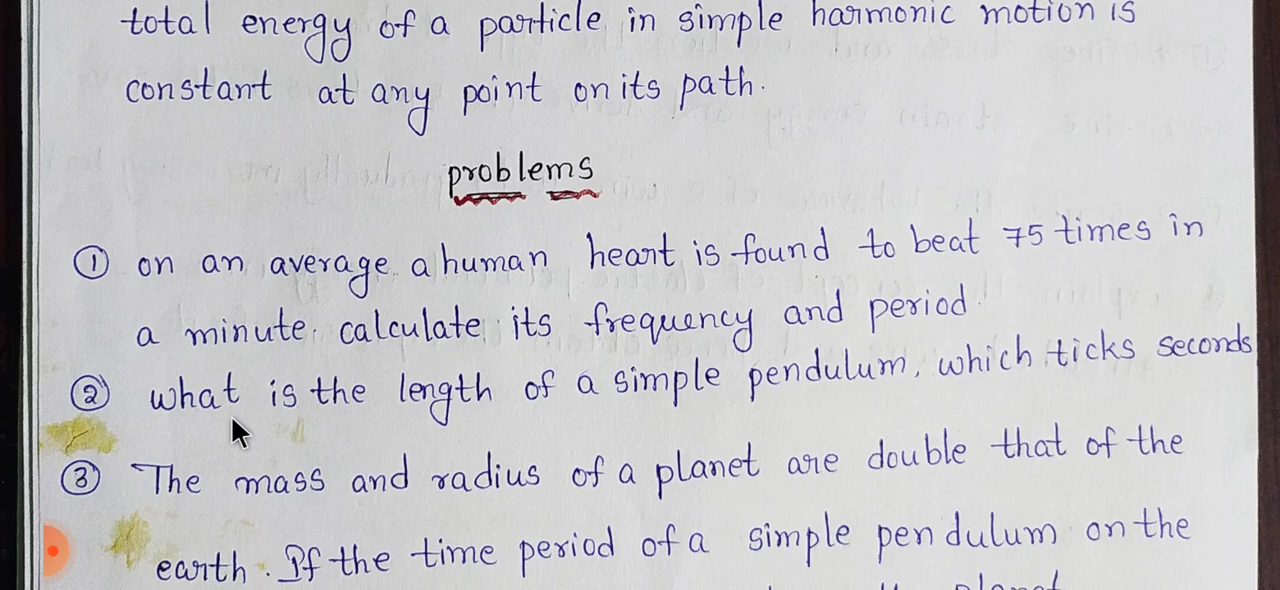 total energy of a particle in simple harmonic motion is
constant at any point on its path.
problems
① on an average a human heart is found to beat 75 times in
a minute. calculate its frequency and period.
② what is the length of a simple pendulum, which ticks seconds
③ The mass and radius of a planet are double that of the
earth. If the time period of a simple pendulum on the
planet